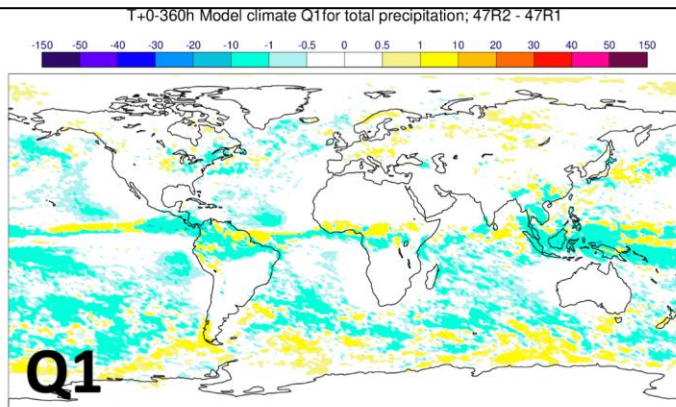 T+0-360h Model climate Q1for total precipitation; 47R2 - 47R1
-150 -50 -40 -30 -20 -10 -1 -0.5 0 0.5 1 10 20 30 40 50 150
Q1